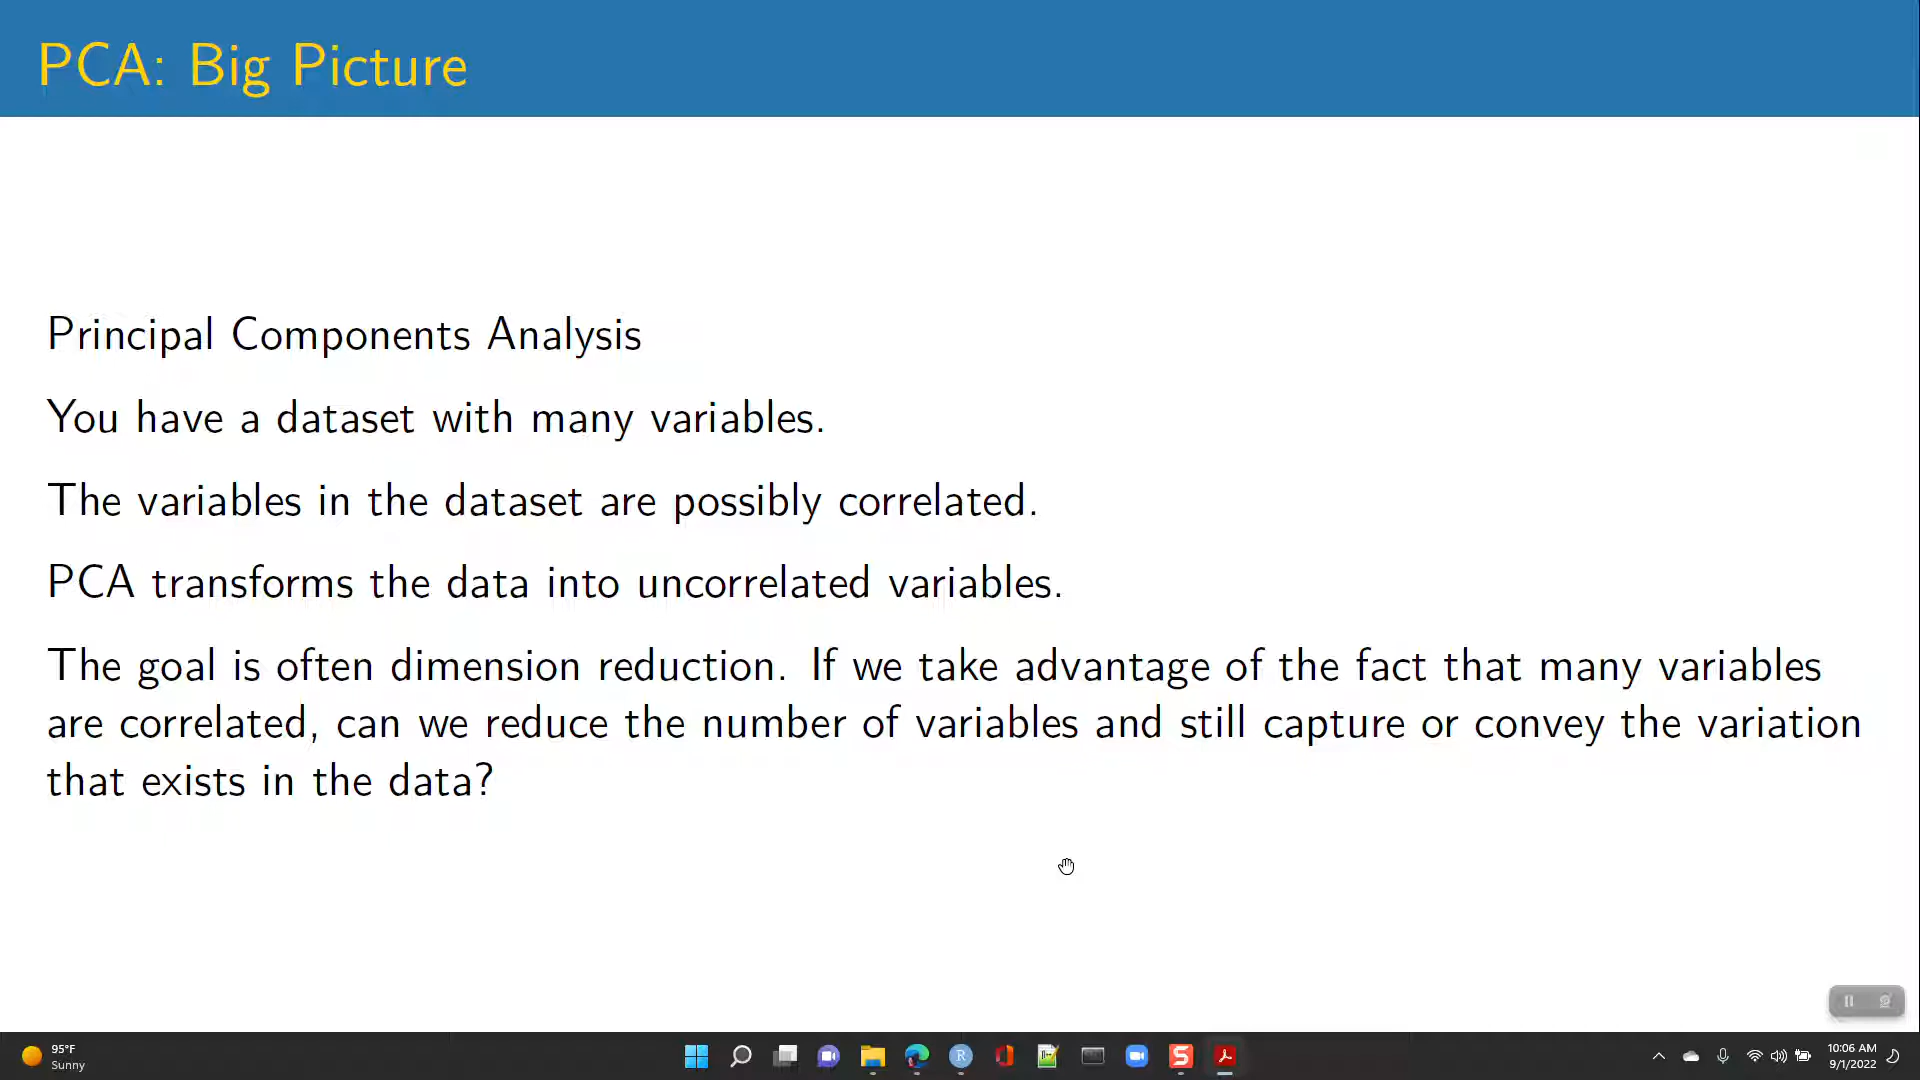 PCA: Big Picture
Principal Components Analysis
You have a dataset with many variables.
The variables in the dataset are possibly correlated.
PCA transforms the data into uncorrelated variables.
The goal is often dimension reduction. If we take advantage of the fact that many variables
are correlated, can we reduce the number of variables and still capture or convey the variation
that exists in the data?
95°F
Sunny
R
S
10:06 AM
9/1/2022